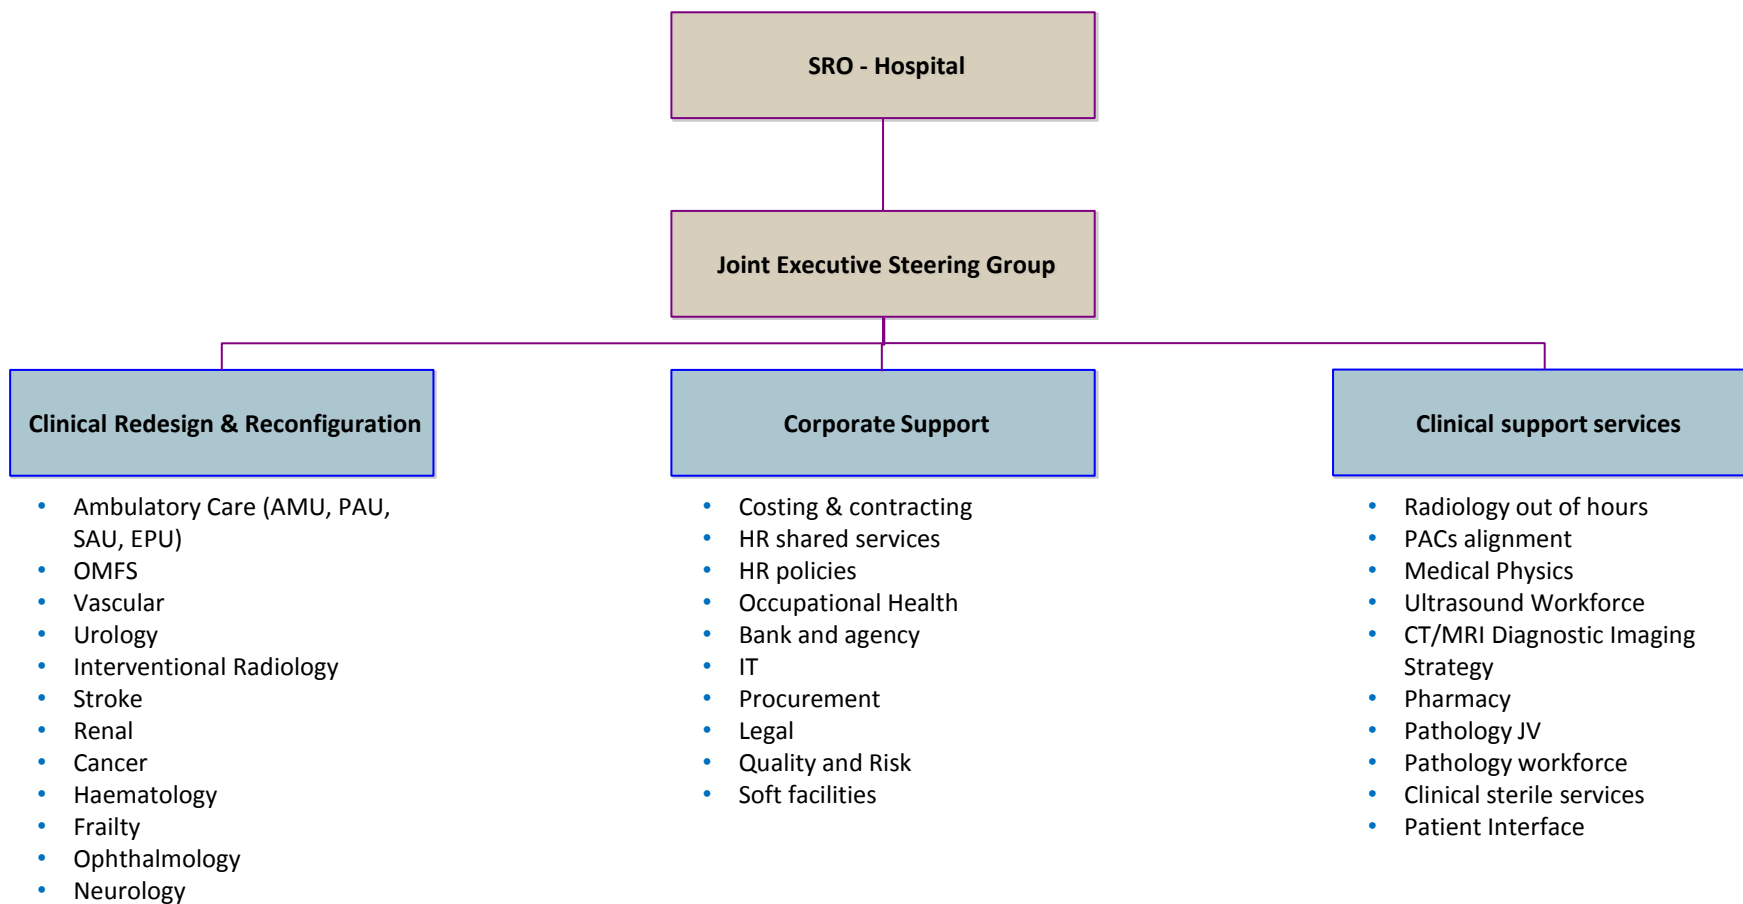 SRO - Hospital
Joint Executive Steering Group
Clinical Redesign & Reconfiguration
• Ambulatory Care (AMU, PAU,
SAU, EPU)
• OMFS
• Vascular
• Urology
• Interventional Radiology
• Stroke
• Renal
• Cancer
• Haematology
• Frailty
• Ophthalmology
• Neurology
Corporate Support
• Costing & contracting
• HR shared services
• HR policies
• Occupational Health
• Bank and agency
• IT
• Procurement
• Legal
• Quality and Risk
• Soft facilities
Clinical support services
• Radiology out of hours
• PACs alignment
• Medical Physics
• Ultrasound Workforce
• CT/MRI Diagnostic Imaging
Strategy
• Pharmacy
• Pathology JV
• Pathology workforce
• Clinical sterile services
• Patient Interface